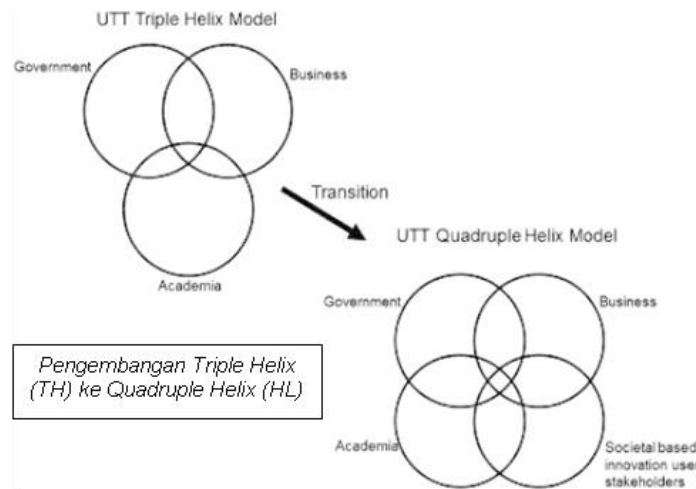 UTT Triple Helix Model
Government
Business
Academia
Transition
UTT Quadruple Helix Model
Government
Business
Pengembangan Triple Helix
(TH) ke Quadruple Helix (HL)
Academia
Societal based
innovation use
stakeholders